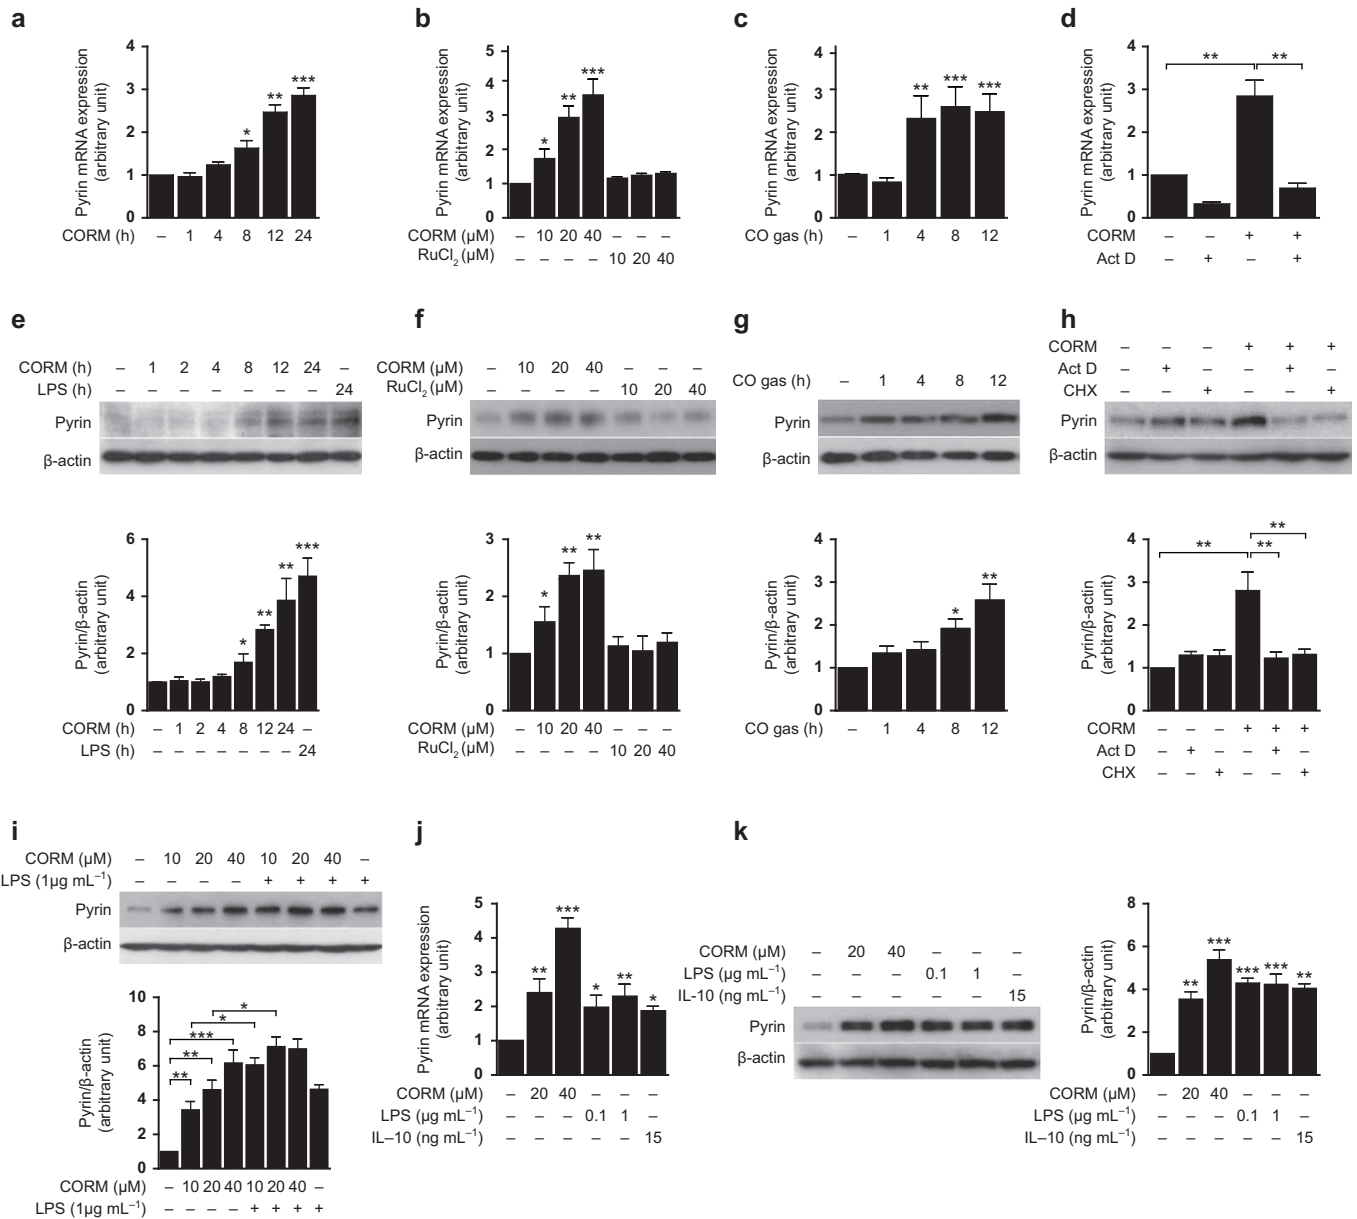 a
Pyrin mRNA expression
(arbitrary unit)
4
3
2
1
0
*
**
***
CORM (h) – 1 4 8 12 24
b
Pyrin mRNA expression
(arbitrary unit)
5
4
3
2
1
0
*
**
***
CORM (µM) – 10 20 40 – – –
RuCl2 (µM) – – – – 10 20 40
c
Pyrin mRNA expression
(arbitrary unit)
4
3
2
1
0
** *** ***
CO gas (h) – 1 4 8 12
d
Pyrin mRNA expression
(arbitrary unit)
4
3
2
1
0
** **
CORM – – + +
Act D – + – +
e
CORM (h) – 1 2 4 8 12 24 –
LPS (h) – – – – – – – 24
Pyrin
β-actin
Pyrin/β-actin
(arbitrary unit)
6
4
2
0
*
**
**
***
CORM (h) – 1 2 4 8 12 24 –
LPS (h) – – – – – – – 24
f
CORM (µM) – 10 20 40 – – –
RuCl2 (µM) – – – – 10 20 40
Pyrin
β-actin
Pyrin/β-actin
(arbitrary unit)
3
2
1
0
*
** **
CORM (µM) – 10 20 40 – – –
RuCl2 (µM) – – – – 10 20 40
g
CO gas (h) – 1 4 8 12
Pyrin
β-actin
Pyrin/β-actin
(arbitrary unit)
4
3
2
1
0
*
**
CO gas (h) – 1 4 8 12
h
CORM – – – + + +
Act D – + – – + –
CHX – – + – – +
Pyrin
β-actin
Pyrin/β-actin
(arbitrary unit)
4
3
2
1
0
**
** **
CORM – – – + + +
Act D – + – – + –
CHX – – + – – +
i
CORM (µM) – 10 20 40 10 20 40 –
LPS (1µg mL–1) – – – – + + + +
Pyrin
β-actin
Pyrin/β-actin
(arbitrary unit)
10
8
6
4
2
0
*
*
***
**
**
CORM (µM) – 10 20 40 10 20 40 –
LPS (1µg mL–1) – – – – + + + +
j
Pyrin mRNA expression
(arbitrary unit)
5
4
3
2
1
0
** *** * ** *
CORM (µM) – 20 40 – – –
LPS (µg mL–1) – – – 0.1 1 –
IL–10 (ng mL–1) – – – – – 15
k
CORM (µM) – 20 40 – – –
LPS (µg mL–1) – – – 0.1 1 –
IL-10 (ng mL–1) – – – – – 15
Pyrin
β-actin
Pyrin/β-actin
(arbitrary unit)
8
6
4
2
0
** *** *** *** **
CORM (µM) – 20 40 – – –
LPS (µg mL–1) – – – 0.1 1 –
IL–10 (ng mL–1) – – – – – 15